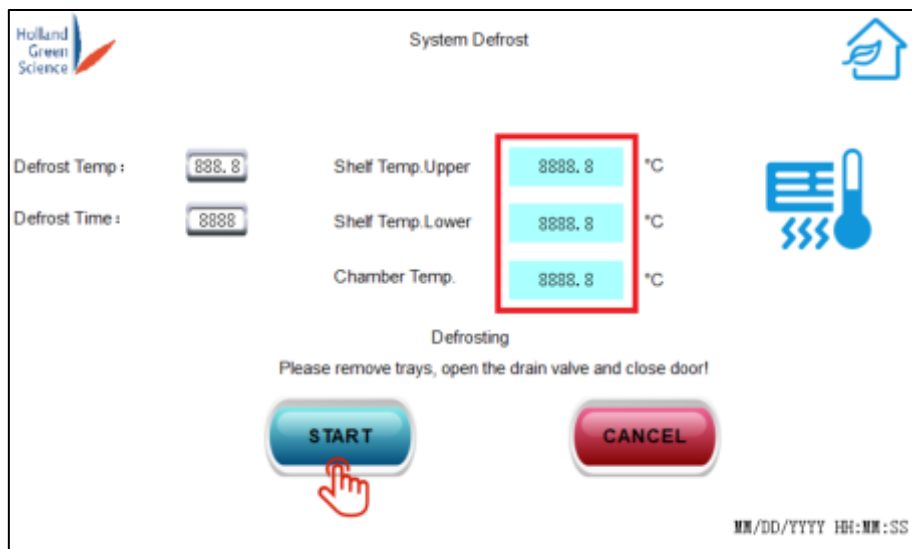 Holland
Green
Science
System Defrost
Defrost Temp: 888.8 Shelf Temp.Upper 8888.8 °C
Defrost Time: 8888 Shelf Temp.Lower 8888.8 °C
Chamber Temp. 8888.8 °C
Defrosting
Please remove trays, open the drain valve and close door!
START CANCEL
MM/DD/YYYY HH:MM:SS